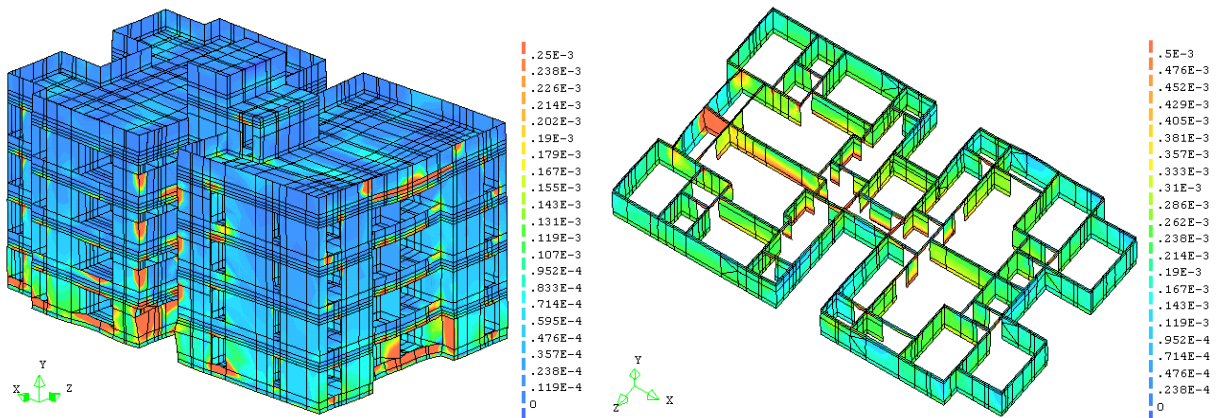 .25E-3
.238E-3
.226E-3
.214E-3
.202E-3
.19E-3
.179E-3
.167E-3
.155E-3
.143E-3
.131E-3
.119E-3
.107E-3
.952E-4
.833E-4
.714E-4
.595E-4
.476E-4
.357E-4
.238E-4
.119E-4
0
Y
X
Z
.5E-3
.476E-3
.452E-3
.429E-3
.405E-3
.381E-3
.357E-3
.333E-3
.31E-3
.286E-3
.262E-3
.238E-3
.214E-3
.19E-3
.167E-3
.143E-3
.119E-3
.952E-4
.714E-4
.476E-4
.238E-4
0
Y
X
Z